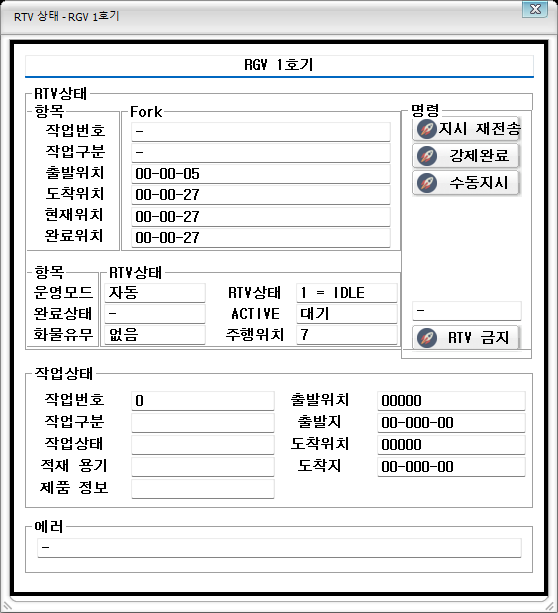 RTV 상태 - RGV 1호기
RGV 1호기
RTV상태
항목 Fork 명령
작업번호 - 지시 재전송
작업구분 - 강제완료
출발위치 00-00-05 수동지시
도착위치 00-00-27
현재위치 00-00-27
완료위치 00-00-27
항목 RTV상태
운영모드 자동 RTV상태 1 = IDLE
완료상태 - ACTIVE 대기 -
화물유무 없음 주행위치 7 RTV 금지
작업상태
작업번호 0 출발위치 00000
작업구분 출발지 00-000-00
작업상태 도착위치 00000
적재 용기 도착지 00-000-00
제품 정보
에러
-